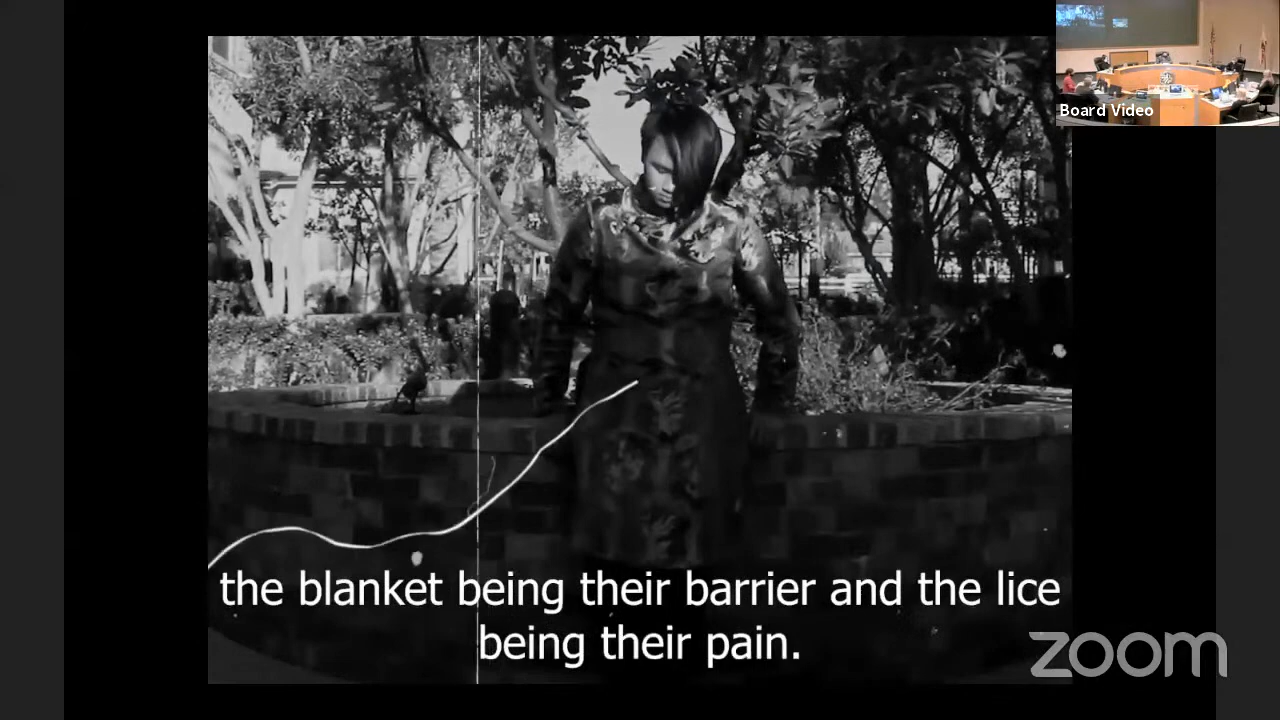 Board Video
the blanket being their barrier and the lice
being their pain.
zoom